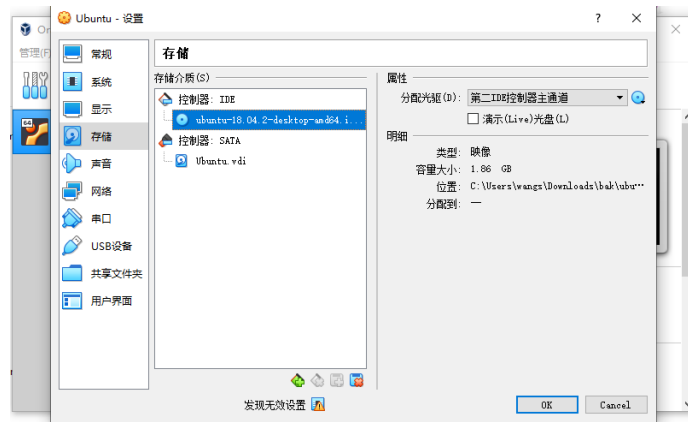 Ubuntu - 设置
Or
管理(F)
常规
系统
显示
存储
声音
网络
串口
USB设备
共享文件夹
用户界面
存储
存储介质(S)
控制器: IDE
ubuntu-18.04.2-desktop-amd64.i...
控制器: SATA
Ubuntu.vdi
属性
分配光驱(D): 第二IDE控制器主通道
演示(Live)光盘(L)
明细
类型: 映像
容量大小: 1.86 GB
位置: C:\Users\wangs\Downloads\bak\ubu…
分配到: —
发现无效设置
OK
Cancel